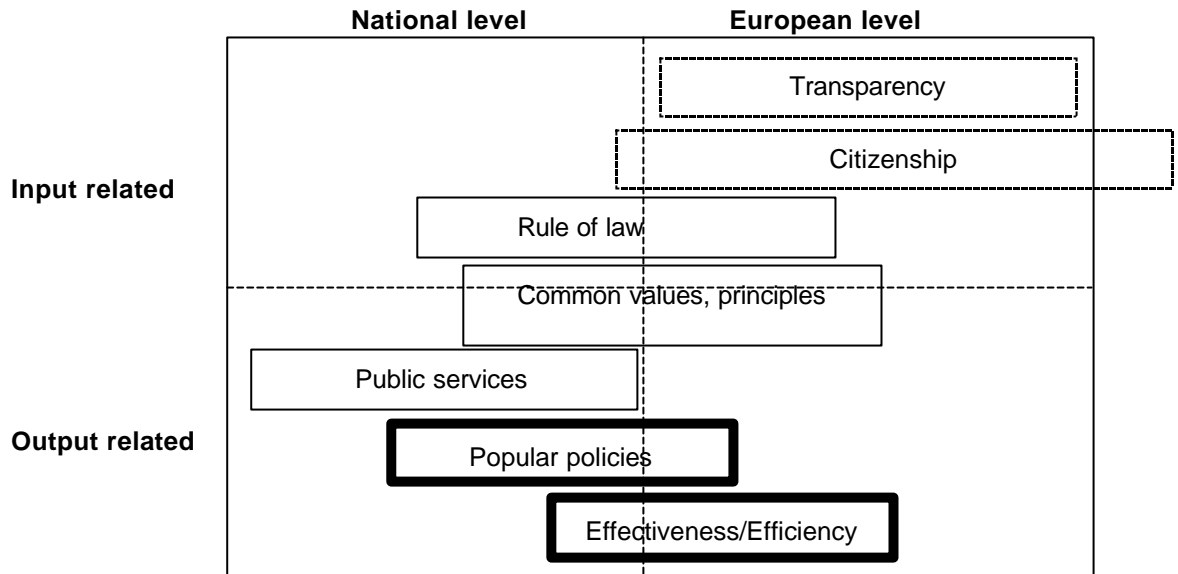 National level European level
Transparency
Citizenship
Input related
Rule of law
Common values, principles
Public services
Output related
Popular policies
Effectiveness/Efficiency